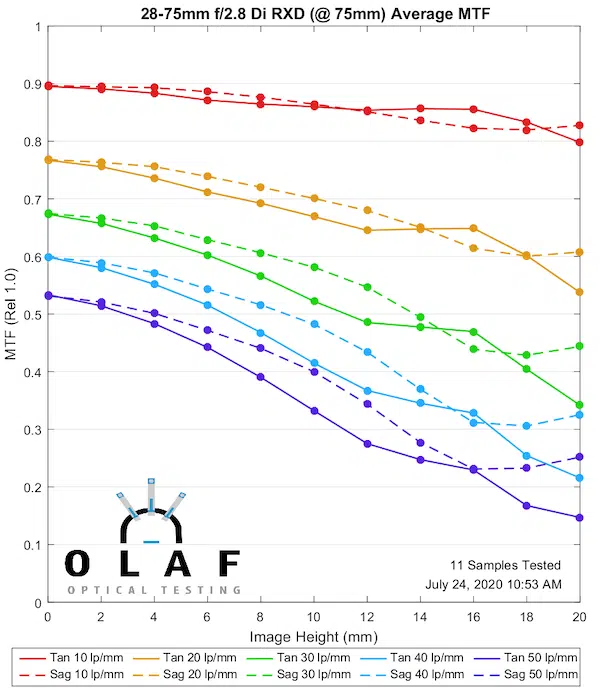 28-75mm f/2.8 Di RXD (@ 75mm) Average MTF
1
0.9
0.8
0.7
0.6
0.5
0.4
0.3
0.2
0.1
0
MTF (Rel 1.0)
OLAF
OPTICAL TESTING
11 Samples Tested
July 24, 2020 10:53 AM
0 2 4 6 8 10 12 14 16 18 20
Image Height (mm)
Tan 10 lp/mm Tan 20 lp/mm Tan 30 lp/mm Tan 40 lp/mm Tan 50 lp/mm
Sag 10 lp/mm Sag 20 lp/mm Sag 30 lp/mm Sag 40 lp/mm Sag 50 lp/mm